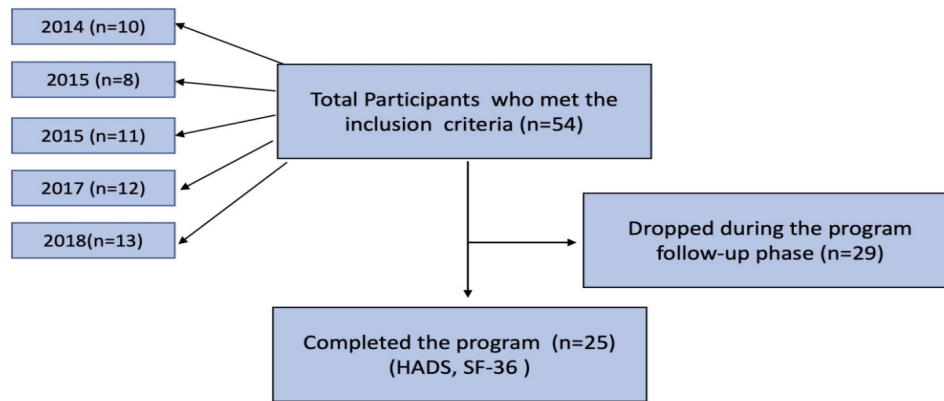 2014 (n=10)
2015 (n=8)
2015 (n=11)
2017 (n=12)
2018(n=13)
Total Participants who met the
inclusion criteria (n=54)
Dropped during the program
follow-up phase (n=29)
Completed the program (n=25)
(HADS, SF-36 )